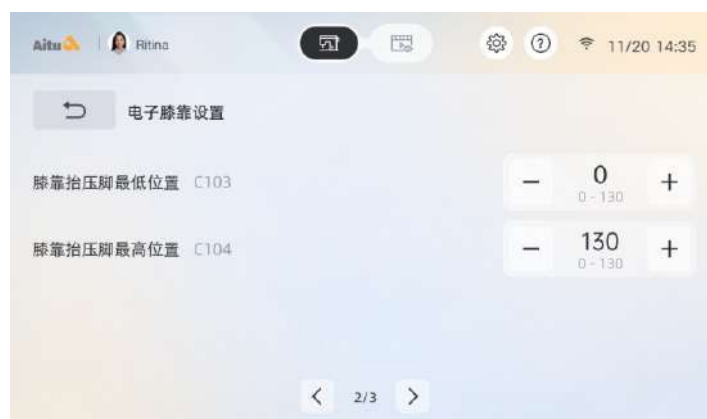 Aitu Ritina 11/20 14:35
电子膝靠设置
膝靠抬压脚最低位置 C103 − 0 +
0 - 130
膝靠抬压脚最高位置 C104 − 130 +
0 - 130
< 2/3 >